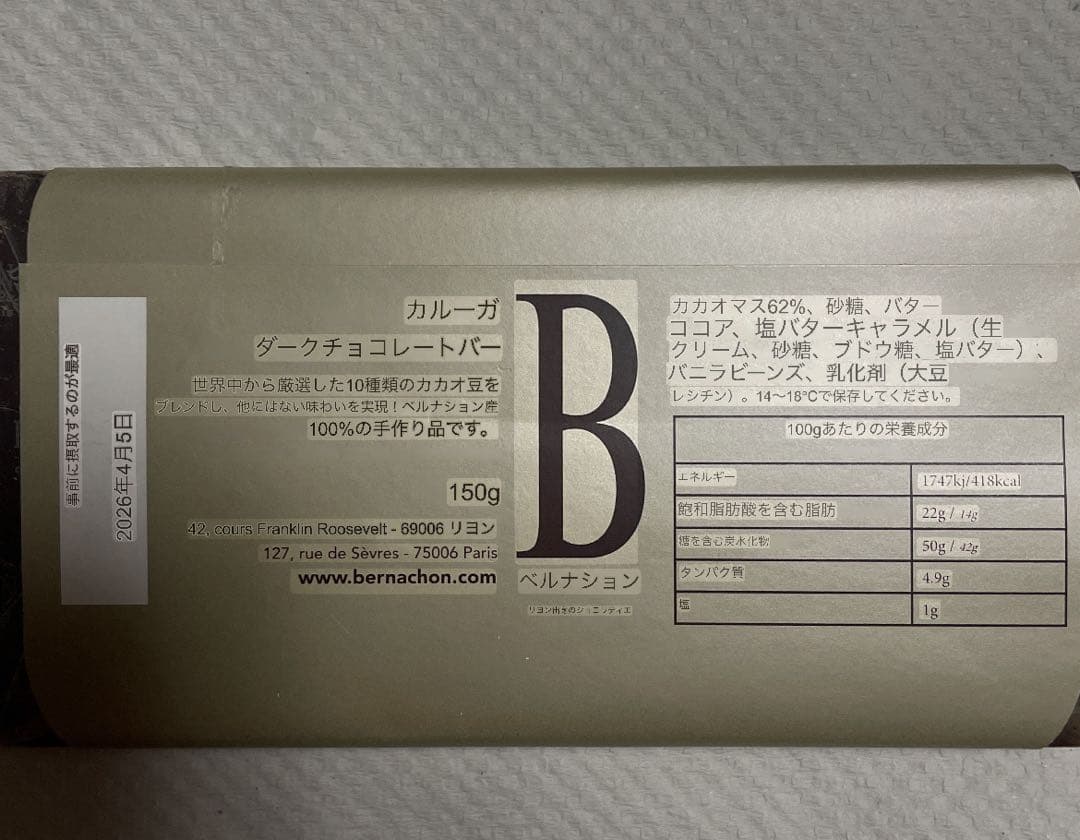 事前に摂取するのが最適
2026年4月5日
カルーガ
ダークチョコレートバー
世界中から厳選した10種類のカカオ豆を
ブレンドし、他にはない味わいを実現！ベルナション産
100%の手作り品です。
150g
42, cours Franklin Roosevelt - 69006 リヨン
127, rue de Sèvres - 75006 Paris
www.bernachon.com
B
ベルナション
カカオマス62%、砂糖、バター
ココア、塩バターキャラメル（生
クリーム、砂糖、ブドウ糖、塩バター）、
バニラビーンズ、乳化剤（大豆
レシチン）。14〜18℃で保存してください。
100gあたりの栄養成分
エネルギー 1747kj/418kcal
飽和脂肪酸を含む脂肪 22g / 14g
糖を含む炭水化物 50g / 42g
タンパク質 4.9g
塩 1g